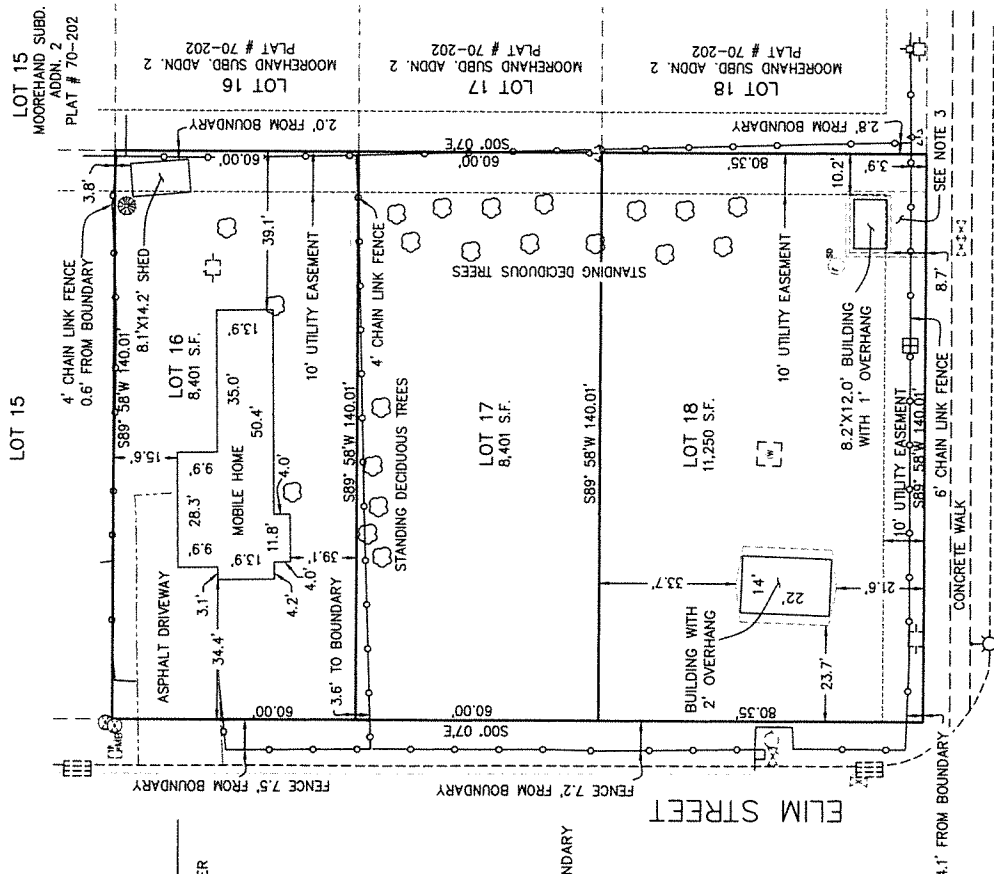 LOT 15
LOT 15
MOOREHAND SUBD.
ADDN. 2
PLAT # 70-202
LOT 16
MOOREHAND SUBD. ADDN. 2
PLAT # 70-202
LOT 17
MOOREHAND SUBD. ADDN. 2
PLAT # 70-202
LOT 18
MOOREHAND SUBD. ADDN. 2
PLAT # 70-202
4' CHAIN LINK FENCE
0.6' FROM BOUNDARY
3.8'
2.0' FROM BOUNDARY
S89° 58'W 140.01'
8.1'X14.2' SHED
60.00'
S00° 07'E
60.00'
80.35'
2.8' FROM BOUNDARY
3.9'
10.2'
SEE NOTE 3
LOT 16
8,401 S.F.
15.6'
39.1'
13.9'
35.0'
50.4'
9.9'
28.3'
9.9'
MOBILE HOME
13.9'
11.8'
4.0'
4.0'
4.2'
3.1'
34.4'
39.1'
ASPHALT DRIVEWAY
10' UTILITY EASEMENT
4' CHAIN LINK FENCE
S89° 58'W 140.01'
STANDING DECIDUOUS TREES
STANDING DECIDUOUS TREES
3.6' TO BOUNDARY
LOT 17
8,401 S.F.
S89° 58'W 140.01'
LOT 18
11,250 S.F.
10' UTILITY EASEMENT
8.2'X12.0' BUILDING
WITH 1' OVERHANG
8.7'
33.7'
14'
22'
21.6'
23.7'
BUILDING WITH
2' OVERHANG
10' UTILITY EASEMENT
S89° 58'W 140.01'
6' CHAIN LINK FENCE
CONCRETE WALK
60.00'
S00° 07'E
60.00'
80.35'
FENCE 7.5' FROM BOUNDARY
FENCE 7.2' FROM BOUNDARY
ELIM STREET
4.1' FROM BOUNDARY
ER
NDARY